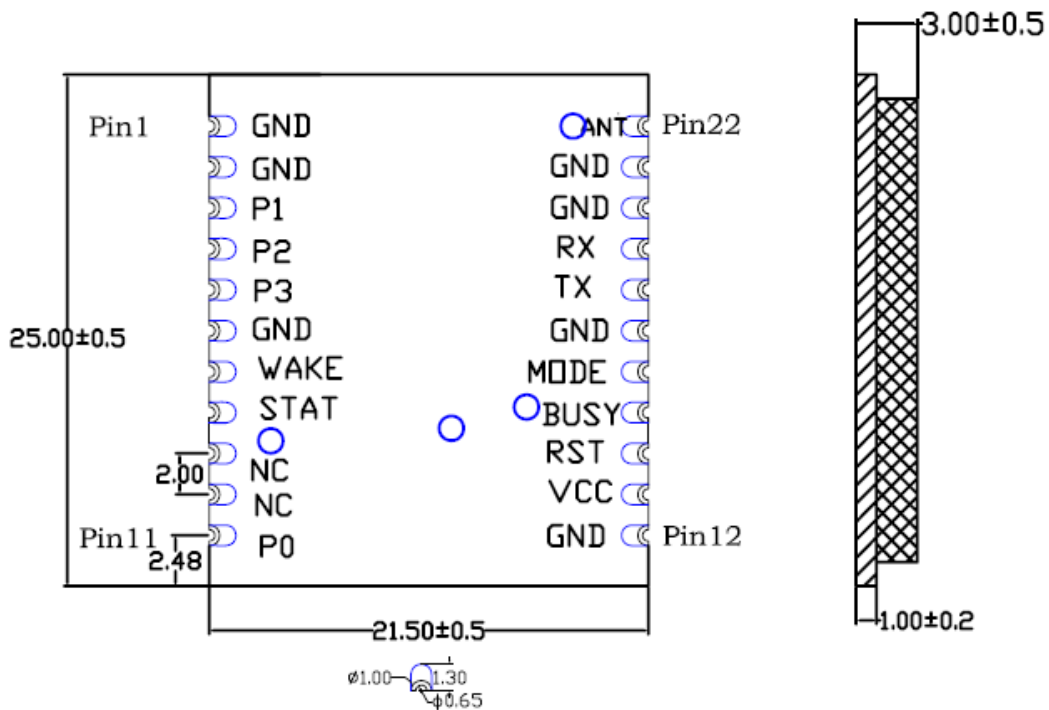 3.00±0.5
Pin1 GND ANT Pin22
GND GND
P1 GND
P2 RX
P3 TX
GND GND
25.00±0.5
WAKE MODE
STAT BUSY
NC RST
2.00
NC VCC
Pin11 P0 GND Pin12
2.48
1.00±0.2
21.50±0.5
ø1.00 1.30
ϕ0.65